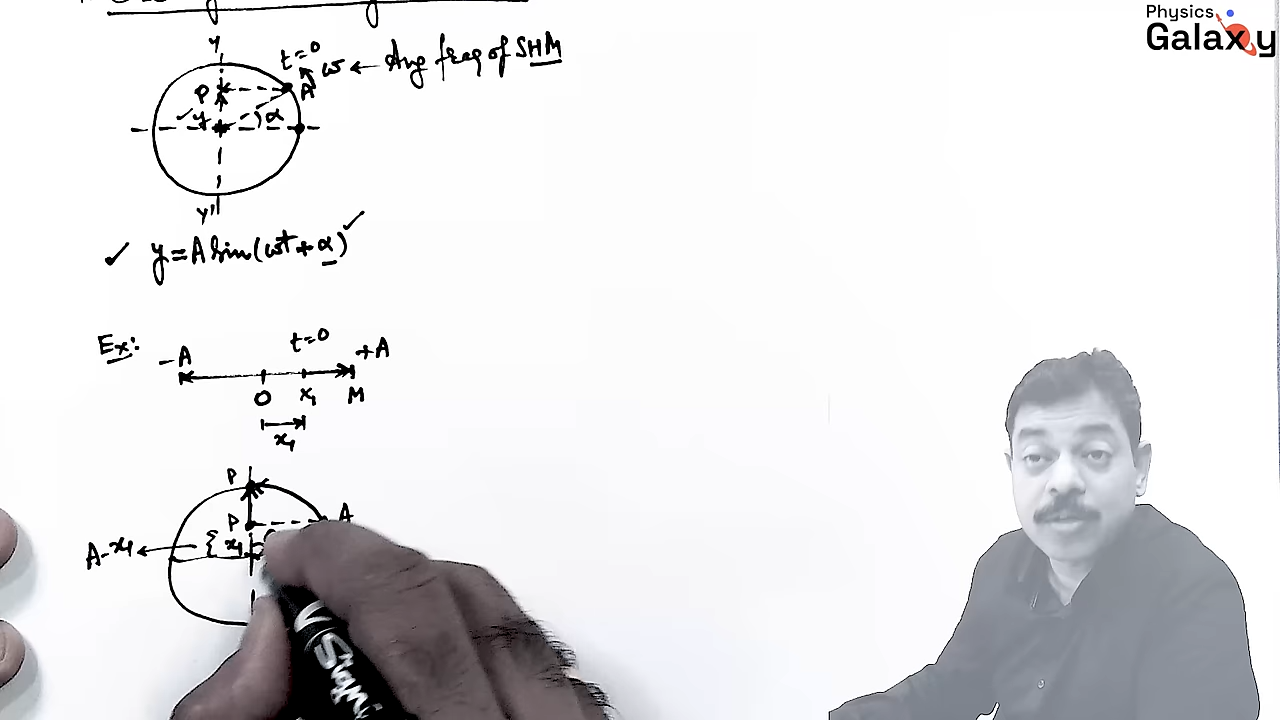 Physics
Galaxy
y
t=0
ω ← Ang freq of SHM
P
A
y
α
y'
✓ y=A sin(ωt+α) ✓
Ex:
t=0
-A
+A
O
x₁
M
x₁
P
P
A
A-x₁
x₁